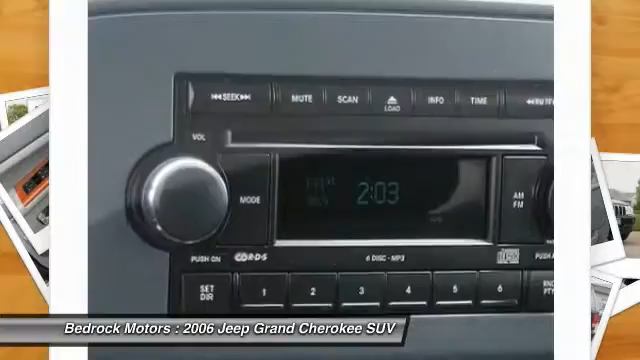 ⏮SEEK⏭ MUTE SCAN LOAD INFO TIME
VOL
2:03
MODE AM FM
PUSH ON 6 DISC - MP3
SET DIR 1 2 3 4 5 6 PTY
Bedrock Motors : 2006 Jeep Grand Cherokee SUV